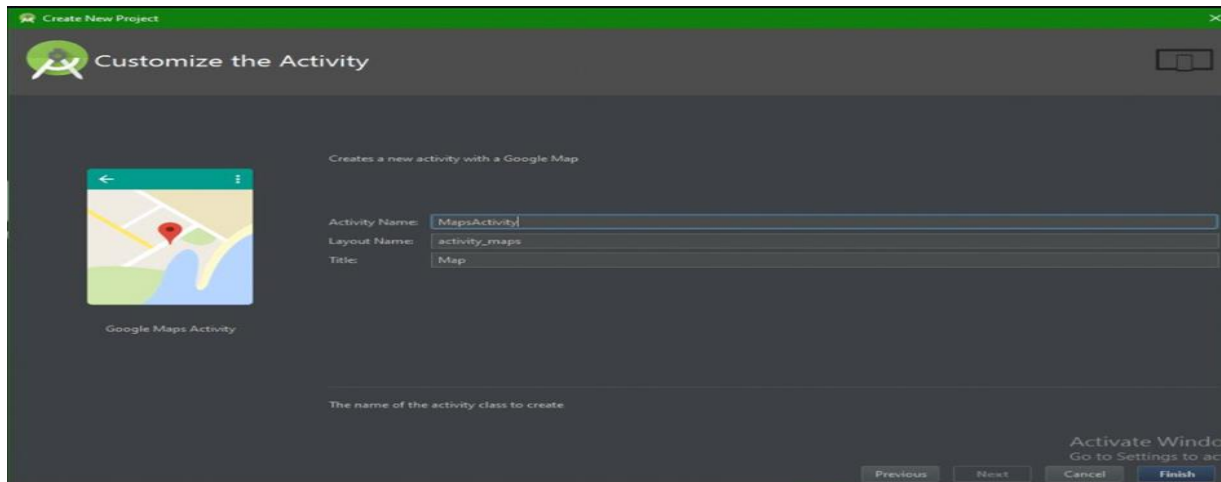 Create New Project
Customize the Activity
Creates a new activity with a Google Map
Activity Name: MapsActivity
Layout Name: activity_maps
Title: Map
Google Maps Activity
The name of the activity class to create
Activate Windo
Go to Settings to ac
Previous Next Cancel Finish